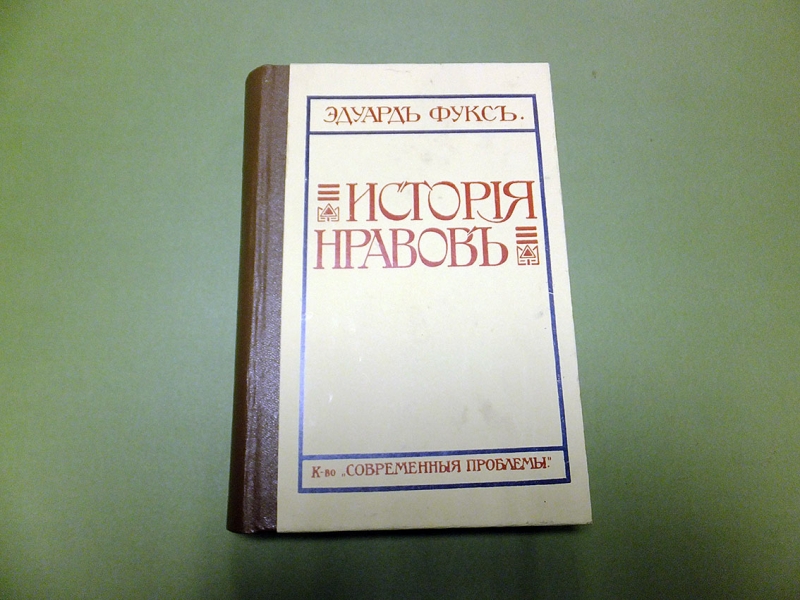 ЭДУАРДЪ ФУКСЪ.
ИСТОРІЯ
НРАВОВЪ
К-во „СОВРЕМЕННЫЯ ПРОБЛЕМЫ."